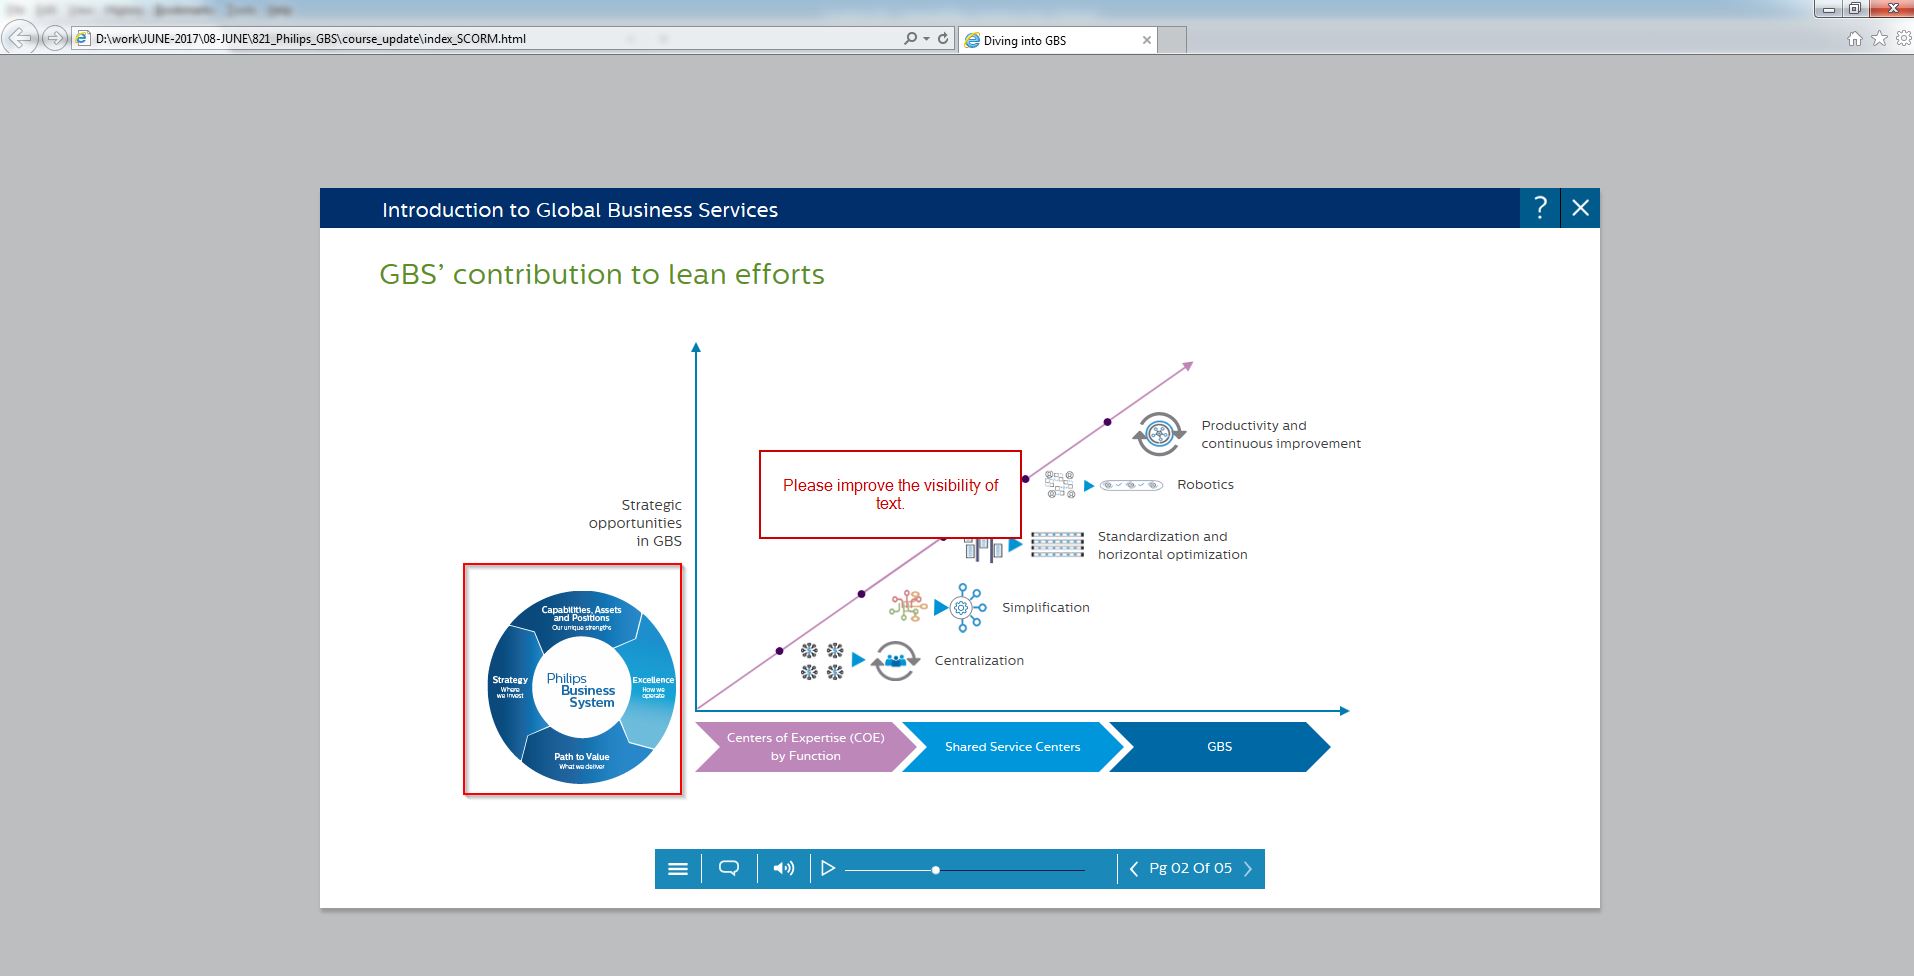 D:\work\JUNE-2017\08-JUNE\821_Philips_GBS\course_update\index_SCORM.html
Diving into GBS
Introduction to Global Business Services
?
GBS’ contribution to lean efforts
Productivity and
continuous improvement
Please improve the visibility of
text.
Robotics
Strategic
opportunities
in GBS
Standardization and
horizontal optimization
Simplification
Centralization
Capabilities, Assets
and Positions
Our unique strengths
Strategy
Where
we invest
Philips
Business
System
Excellence
How we
operate
Path to Value
What we deliver
Centers of Expertise (COE)
by Function
Shared Service Centers
GBS
Pg 02 Of 05